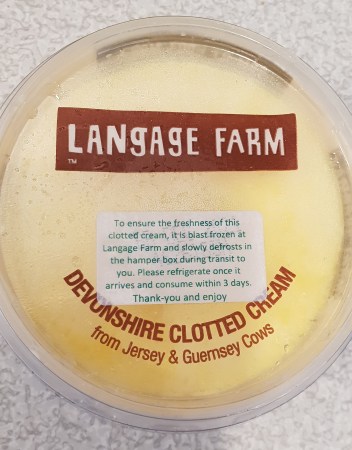 LANGAGE FARM
TM
To ensure the freshness of this
clotted cream, it is blast frozen at
Langage Farm and slowly defrosts in
the hamper box during transit to
you. Please refrigerate once it
arrives and consume within 3 days.
Thank-you and enjoy
DEVONSHIRE CLOTTED CREAM
from Jersey & Guernsey Cows